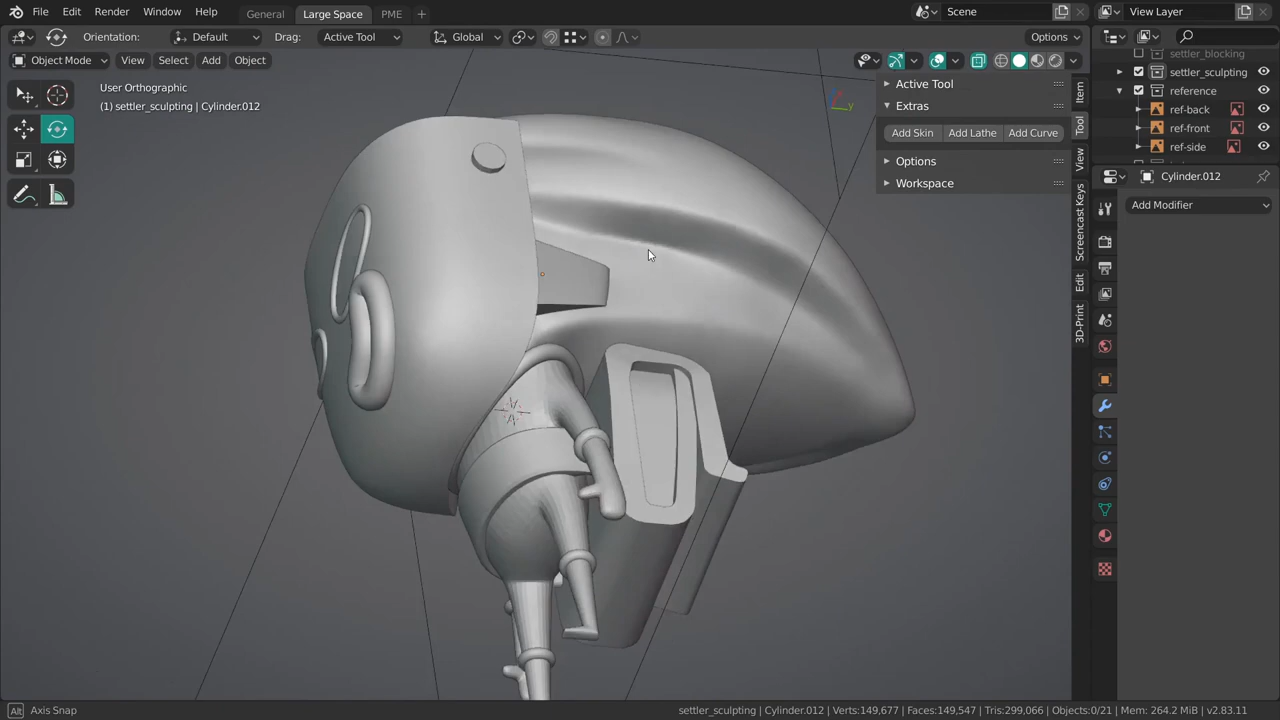 File Edit Render Window Help General Large Space PME + Scene View Layer
Orientation: Default Drag: Active Tool Global Options
Object Mode View Select Add Object
User Orthographic
(1) settler_sculpting | Cylinder.012
Active Tool
Extras
Add Skin Add Lathe Add Curve
Options
Workspace
Item
Tool
View
Screencast Keys
Edit
3D-Print
y
settler_blocking
settler_sculpting
reference
ref-back
ref-front
ref-side
Cylinder.012
Add Modifier
Alt Axis Snap
settler_sculpting | Cylinder.012 | Verts:149,677 | Faces:149,547 | Tris:299,066 | Objects:0/21 | Mem: 264.2 MiB | v2.83.11